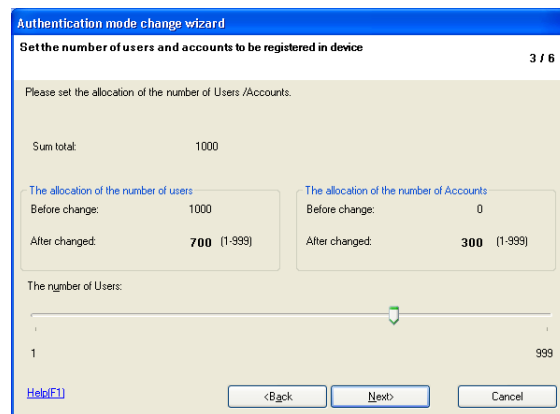 Authentication mode change wizard
Set the number of users and accounts to be registered in device
3 / 6
Please set the allocation of the number of Users /Accounts.
Sum total: 1000
The allocation of the number of users
Before change: 1000
After changed: 700 (1-999)
The allocation of the number of Accounts
Before change: 0
After changed: 300 (1-999)
The number of Users:
1 999
Help(F1) <Back Next> Cancel